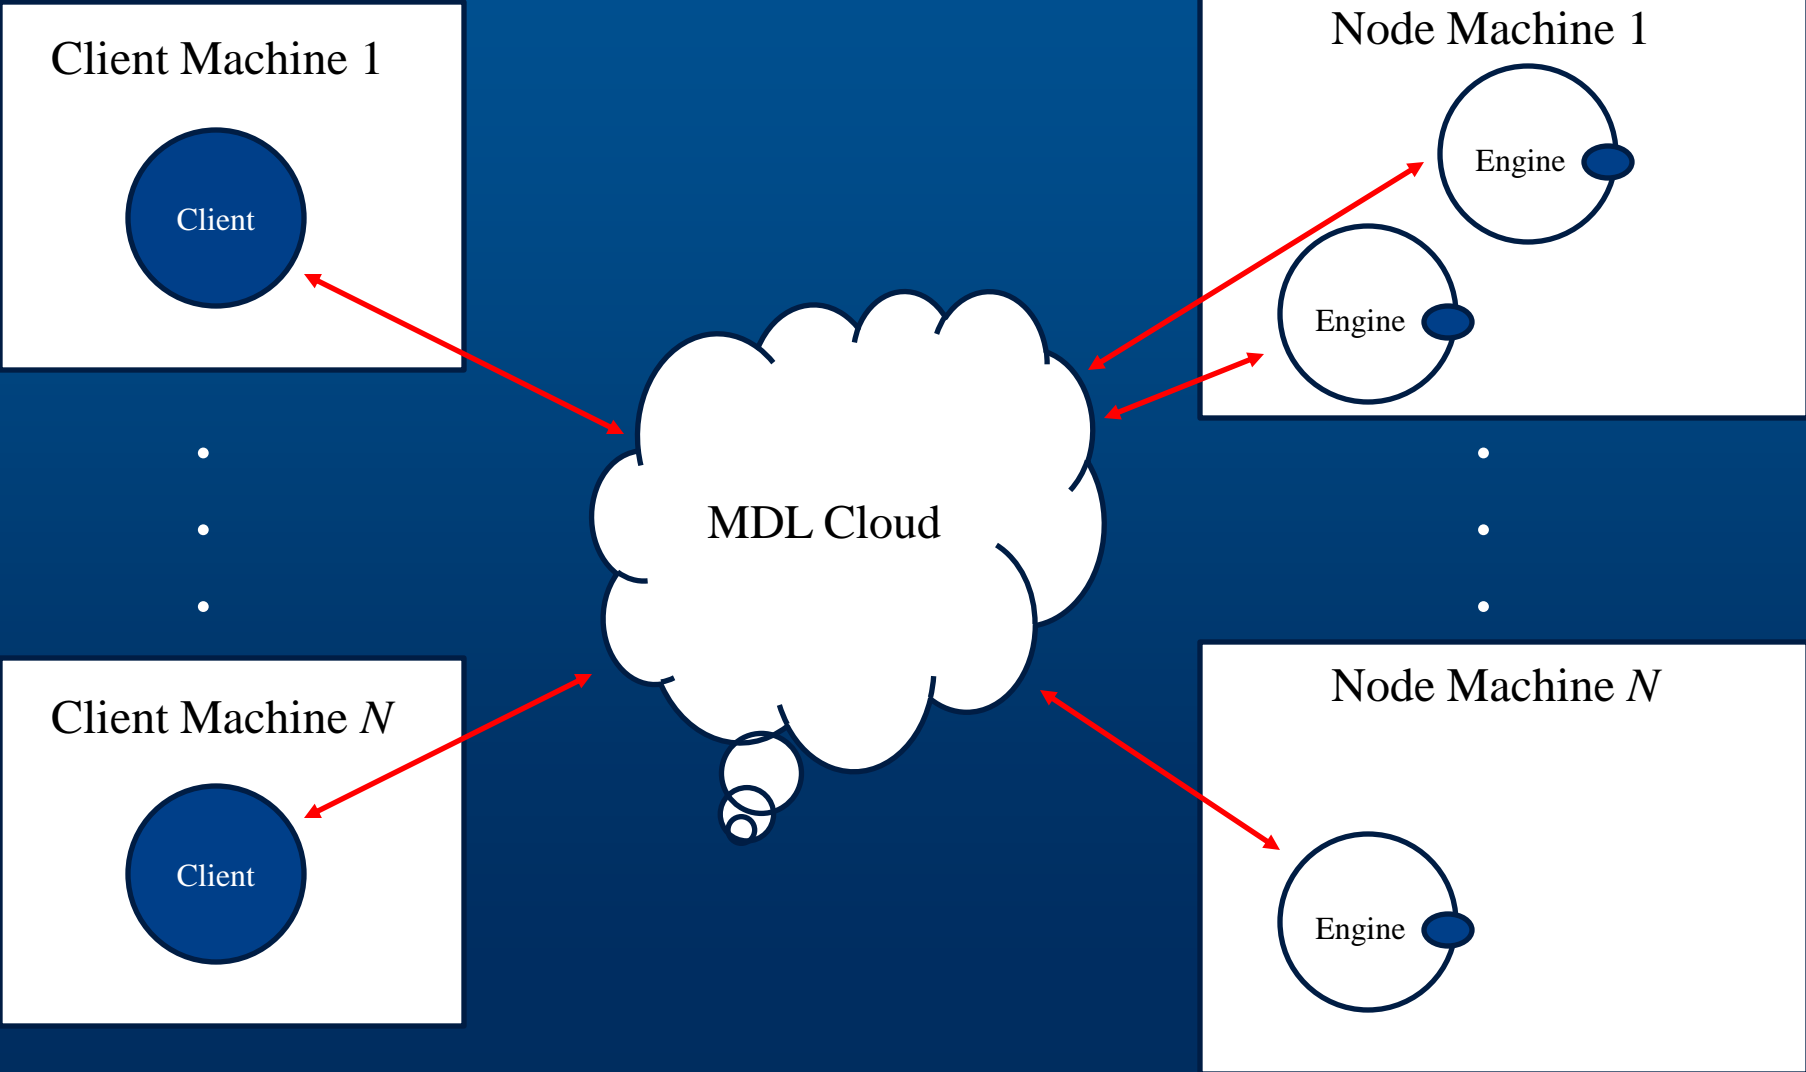 Client Machine 1
Client
Node Machine 1
Engine
Engine
MDL Cloud
Client Machine N
Client
Node Machine N
Engine